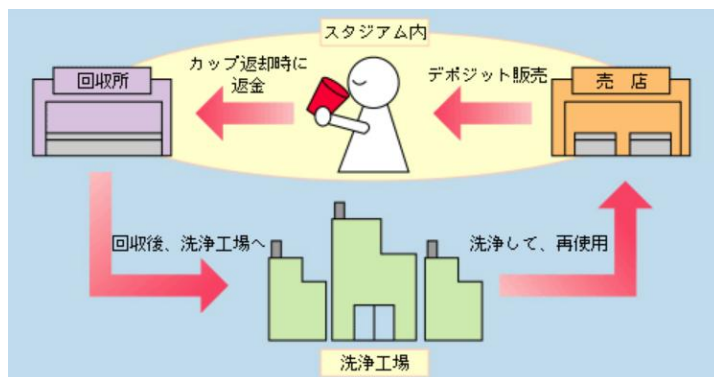 スタジアム内
カップ返却時に
返金
デポジット販売
回収所
売店
回収後、洗浄工場へ
洗浄して、再使用
洗浄工場